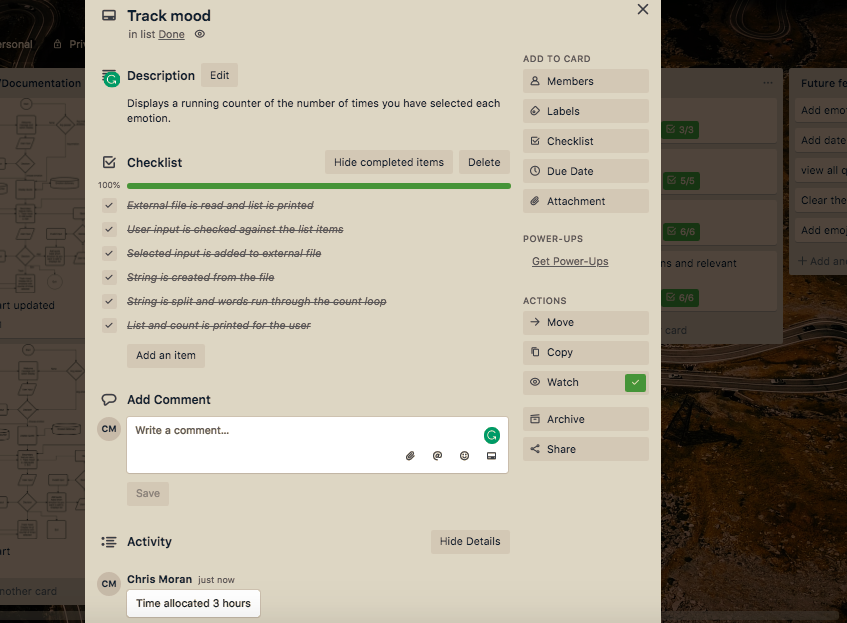 Track mood
in list Done
Description
Edit
Displays a running counter of the number of times you have selected each
emotion.
Checklist
Hide completed items
Delete
100%
External file is read and list is printed
User input is checked against the list items
Selected input is added to external file
String is created from the file
String is split and words run through the count loop
List and count is printed for the user
Add an item
Add Comment
CM
Write a comment...
Save
Activity
Hide Details
CM
Chris Moran just now
Time allocated 3 hours
ADD TO CARD
Members
Labels
Checklist
Due Date
Attachment
POWER-UPS
Get Power-Ups
ACTIONS
Move
Copy
Watch
Archive
Share
ersonal
Priv
/Documentation
art updated
art
nother card
3/3
5/5
6/6
ns and relevant
6/6
card
Future fe
Add emo
Add date
view all q
Clear the
Add emo
+ Add an